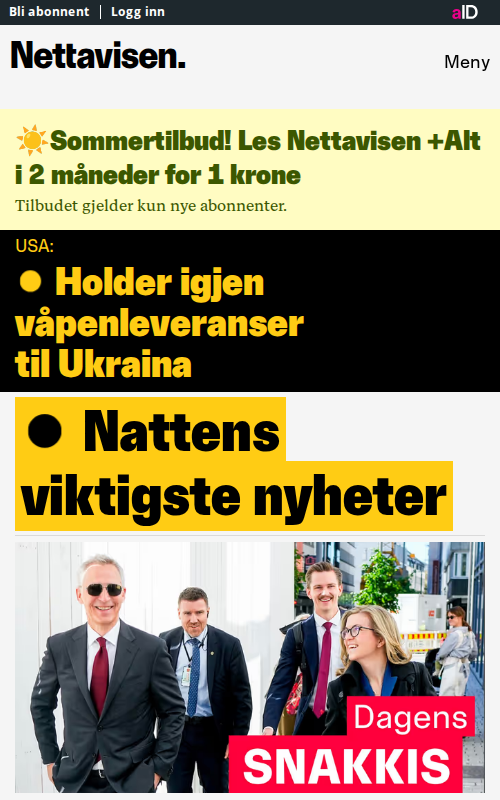 Bli abonnent | Logg inn
aID
Nettavisen.
Meny
☀️Sommertilbud! Les Nettavisen +Alt
i 2 måneder for 1 krone
Tilbudet gjelder kun nye abonnenter.
USA:
● Holder igjen
våpenleveranser
til Ukraina
● Nattens
viktigste nyheter
Dagens
SNAKKIS